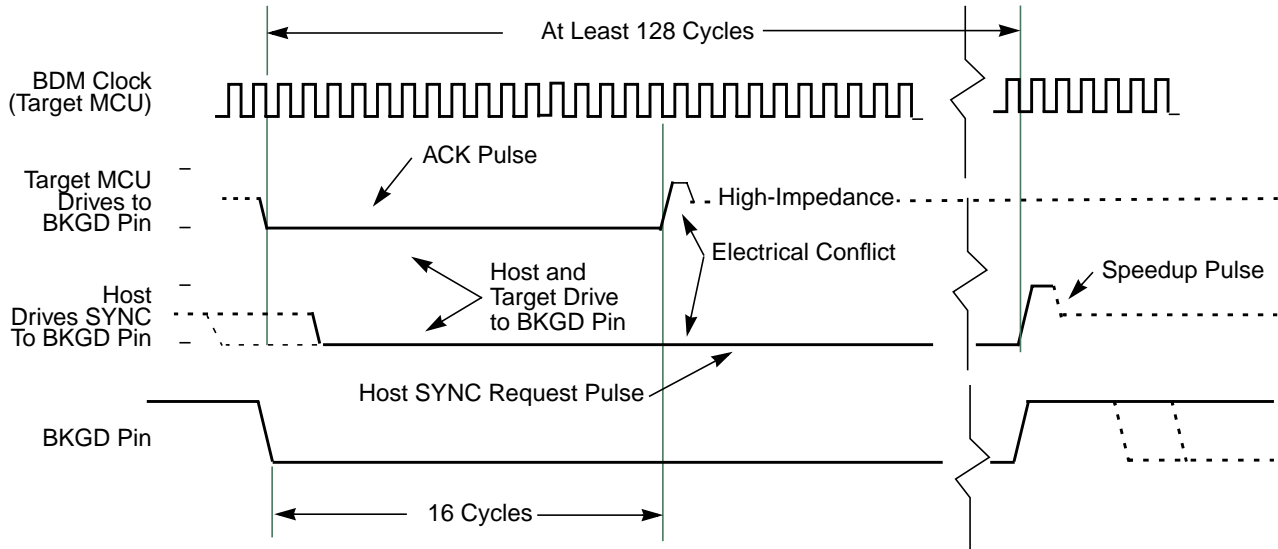 At Least 128 Cycles
BDM Clock
(Target MCU)
ACK Pulse
Target MCU
Drives to
BKGD Pin
High-Impedance
Electrical Conflict
Host and
Target Drive
to BKGD Pin
Speedup Pulse
Host
Drives SYNC
To BKGD Pin
Host SYNC Request Pulse
BKGD Pin
16 Cycles